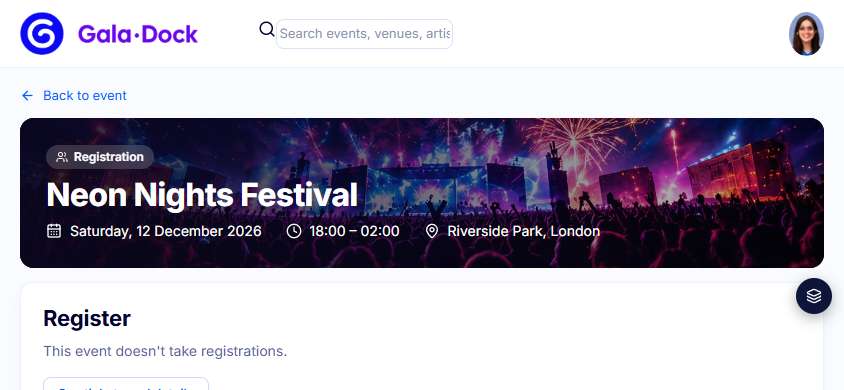 Gala·Dock
Search events, venues, artis
Back to event
Registration
Neon Nights Festival
Saturday, 12 December 2026 18:00 – 02:00 Riverside Park, London
Register
This event doesn't take registrations.